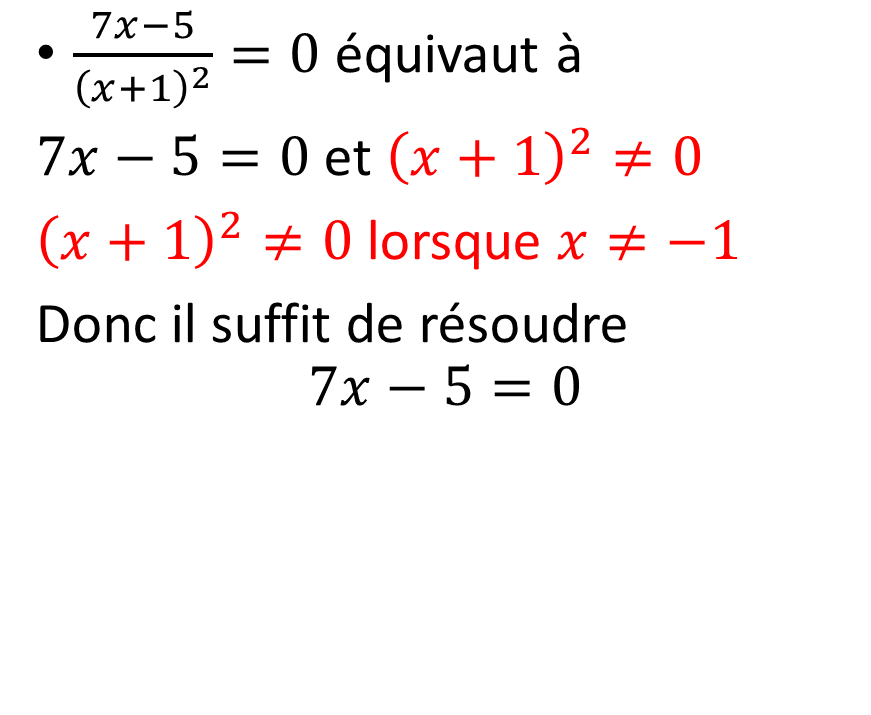 • (7𝑥−5)/(𝑥+1)² = 0 équivaut à
7𝑥 − 5 = 0 et (𝑥 + 1)² ≠ 0
(𝑥 + 1)² ≠ 0 lorsque 𝑥 ≠ −1
Donc il suffit de résoudre
7𝑥 − 5 = 0